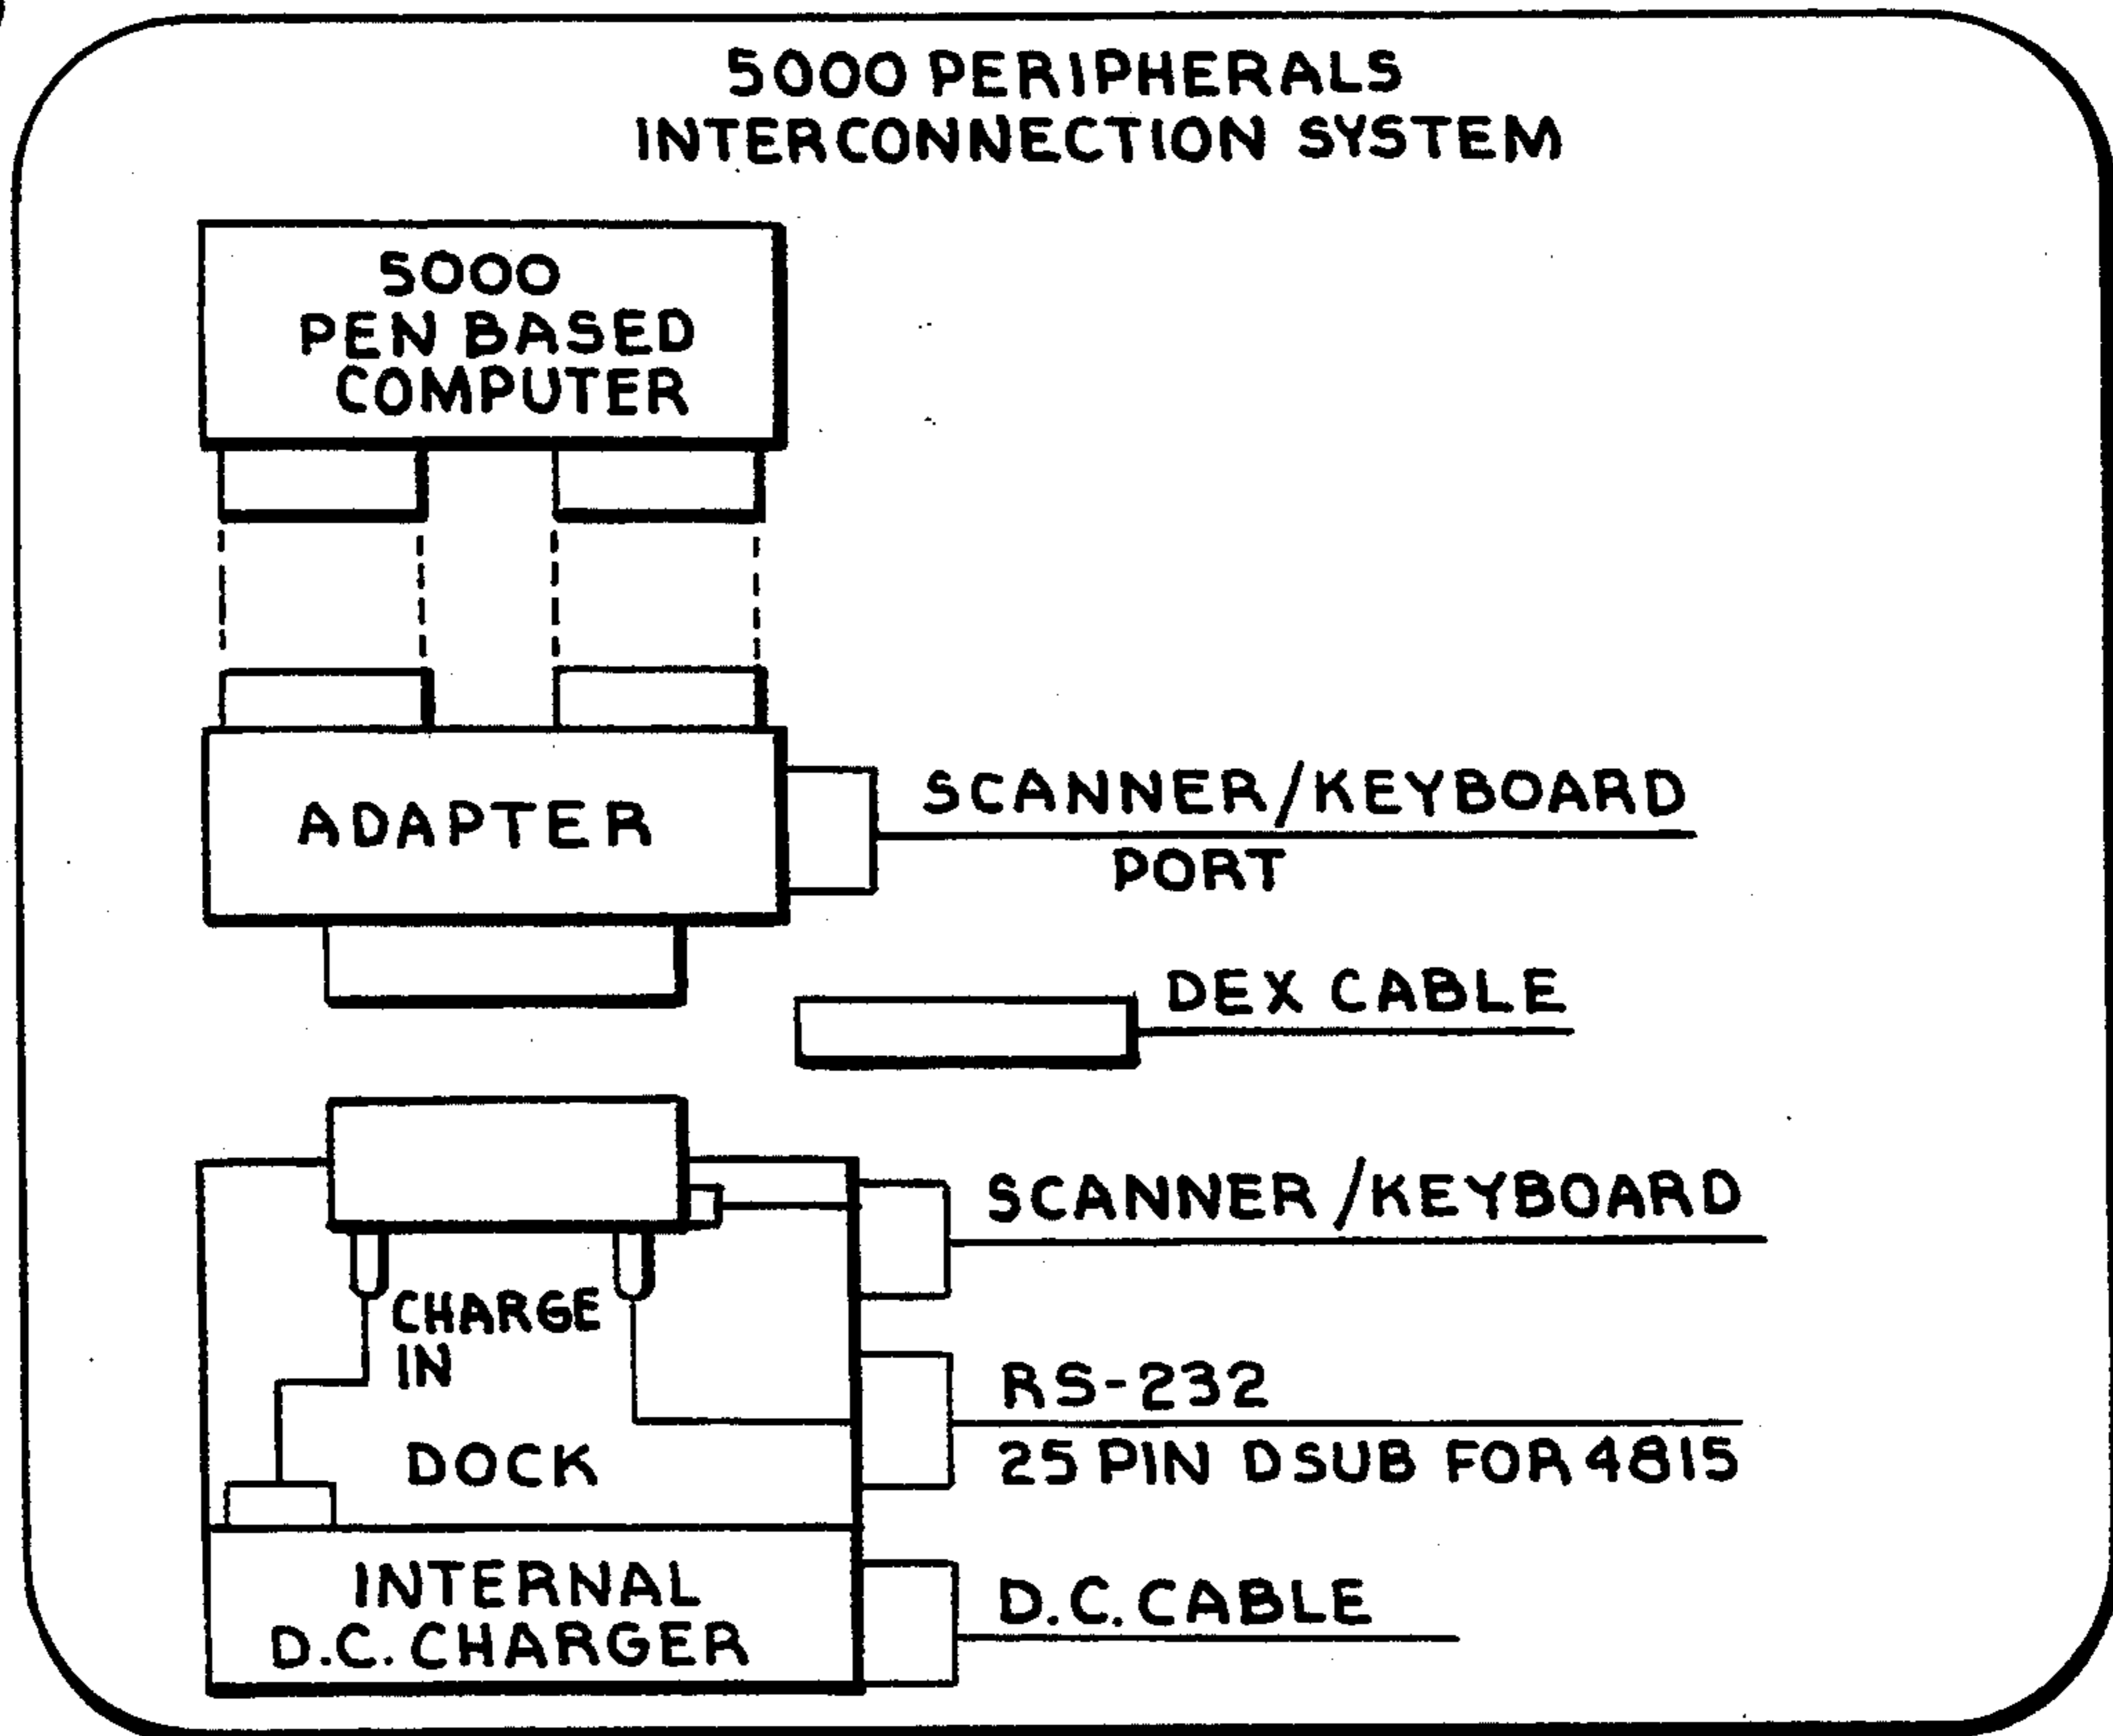 5000 PERIPHERALS
INTERCONNECTION SYSTEM
5000
PEN BASED
COMPUTER
ADAPTER
SCANNER/KEYBOARD
PORT
DEX CABLE
SCANNER/KEYBOARD
CHARGE
IN
RS-232
25 PIN DSUB FOR 4815
DOCK
INTERNAL
D.C. CHARGER
D.C. CABLE